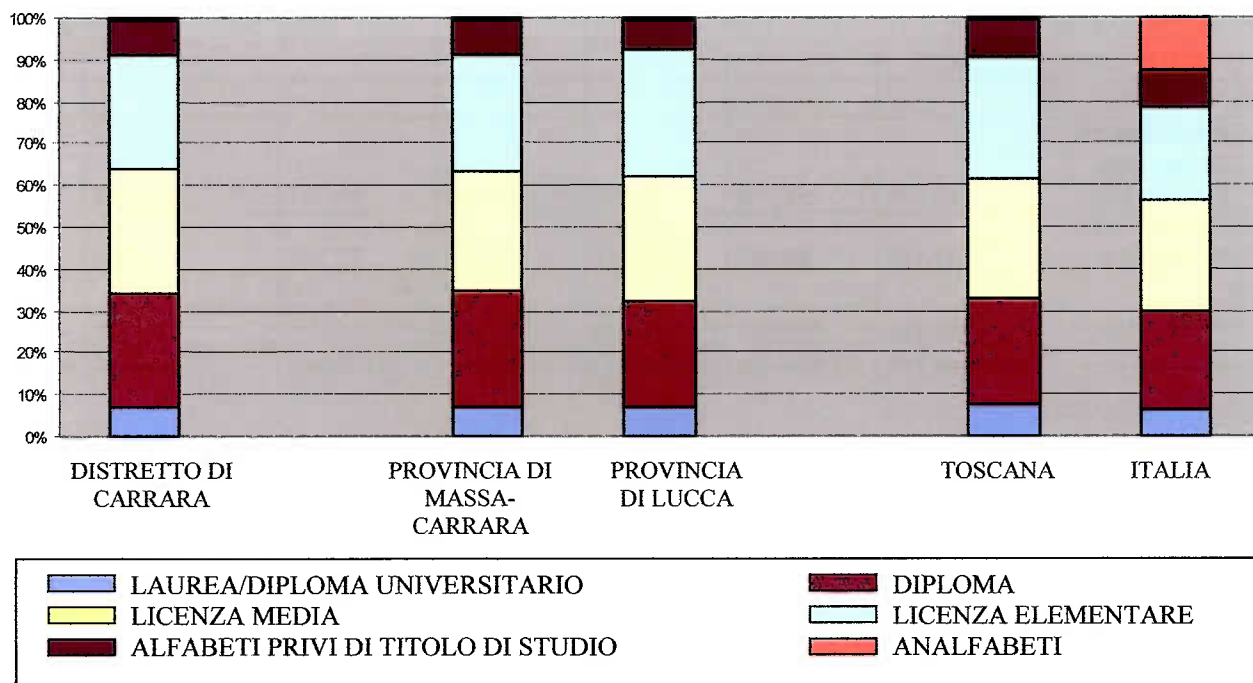 100%
90%
80%
70%
60%
50%
40%
30%
20%
10%
0%
DISTRETTO DI
CARRARA
PROVINCIA DI
MASSA-
CARRARA
PROVINCIA
DI LUCCA
TOSCANA
ITALIA
LAUREA/DIPLOMA UNIVERSITARIO
DIPLOMA
LICENZA MEDIA
LICENZA ELEMENTARE
ALFABETI PRIVI DI TITOLO DI STUDIO
ANALFABETI